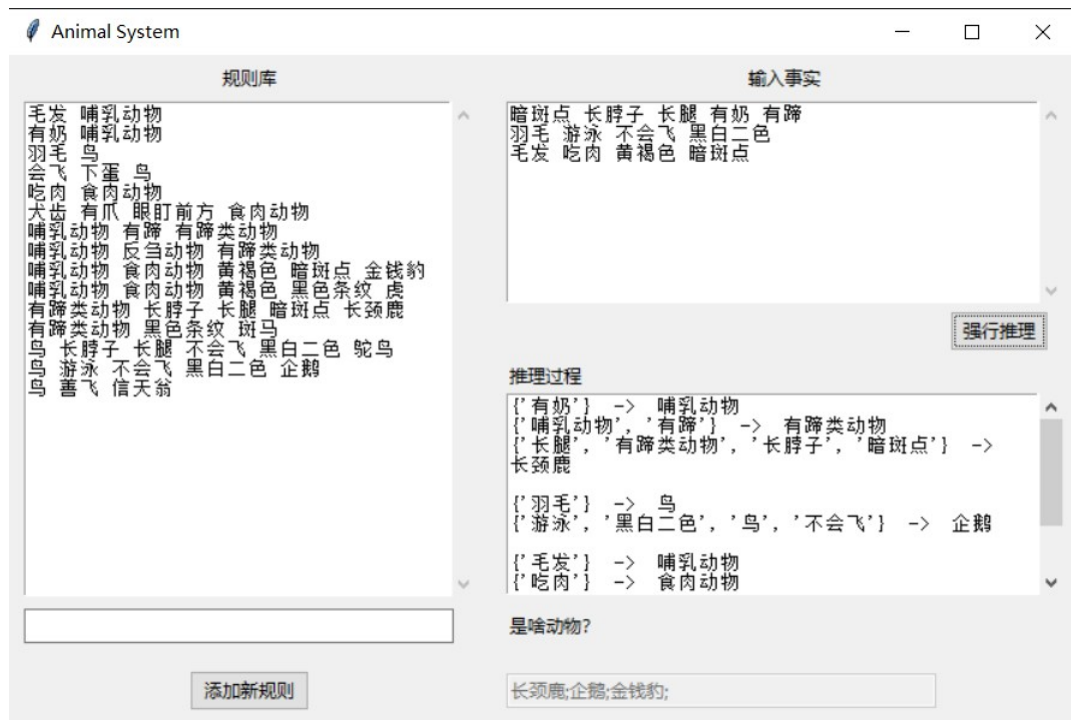 Animal System
规则库
毛发 哺乳动物
有奶 哺乳动物
羽毛 鸟
会飞 下蛋 鸟
吃肉 食肉动物
犬齿 有爪 眼盯前方 食肉动物
哺乳动物 有蹄 有蹄类动物
哺乳动物 反刍动物 有蹄类动物
哺乳动物 食肉动物 黄褐色 暗斑点 金钱豹
哺乳动物 食肉动物 黄褐色 黑色条纹 虎
有蹄类动物 长脖子 长腿 暗斑点 长颈鹿
有蹄类动物 黑色条纹 斑马
鸟 长脖子 长腿 不会飞 黑白二色 鸵鸟
鸟 游泳 不会飞 黑白二色 企鹅
鸟 善飞 信天翁
添加新规则
输入事实
暗斑点 长脖子 长腿 有奶 有蹄
羽毛 游泳 不会飞 黑白二色
毛发 吃肉 黄褐色 暗斑点
强行推理
推理过程
{'有奶'} -> 哺乳动物
{'哺乳动物', '有蹄'} -> 有蹄类动物
{'长腿', '有蹄类动物', '长脖子', '暗斑点'} ->
长颈鹿
{'羽毛'} -> 鸟
{'游泳', '黑白二色', '鸟', '不会飞'} -> 企鹅
{'毛发'} -> 哺乳动物
{'吃肉'} -> 食肉动物
是啥动物?
长颈鹿;企鹅;金钱豹;